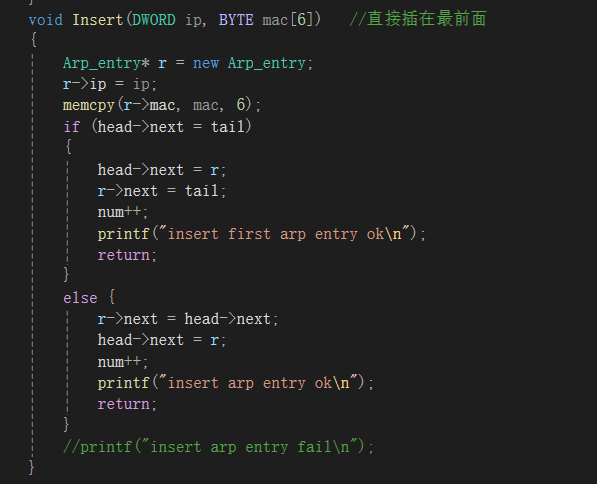 }
void Insert(DWORD ip, BYTE mac[6])   //直接插在最前面
{
    Arp_entry* r = new Arp_entry;
    r->ip = ip;
    memcpy(r->mac, mac, 6);
    if (head->next = tail)
    {
        head->next = r;
        r->next = tail;
        num++;
        printf("insert first arp entry ok\n");
        return;
    }
    else {
        r->next = head->next;
        head->next = r;
        num++;
        printf("insert arp entry ok\n");
        return;
    }
    //printf("insert arp entry fail\n");
}